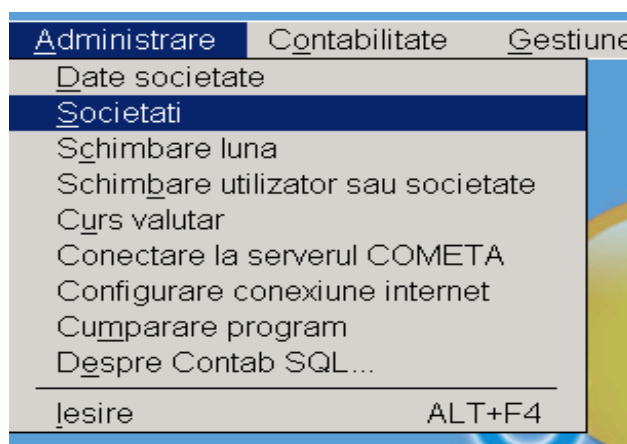 Administrare Contabilitate Gestiune
Date societate
Societati
Schimbare luna
Schimbare utilizator sau societate
Curs valutar
Conectare la serverul COMETA
Configurare conexiune internet
Cumparare program
Despre Contab SQL...
Iesire ALT+F4